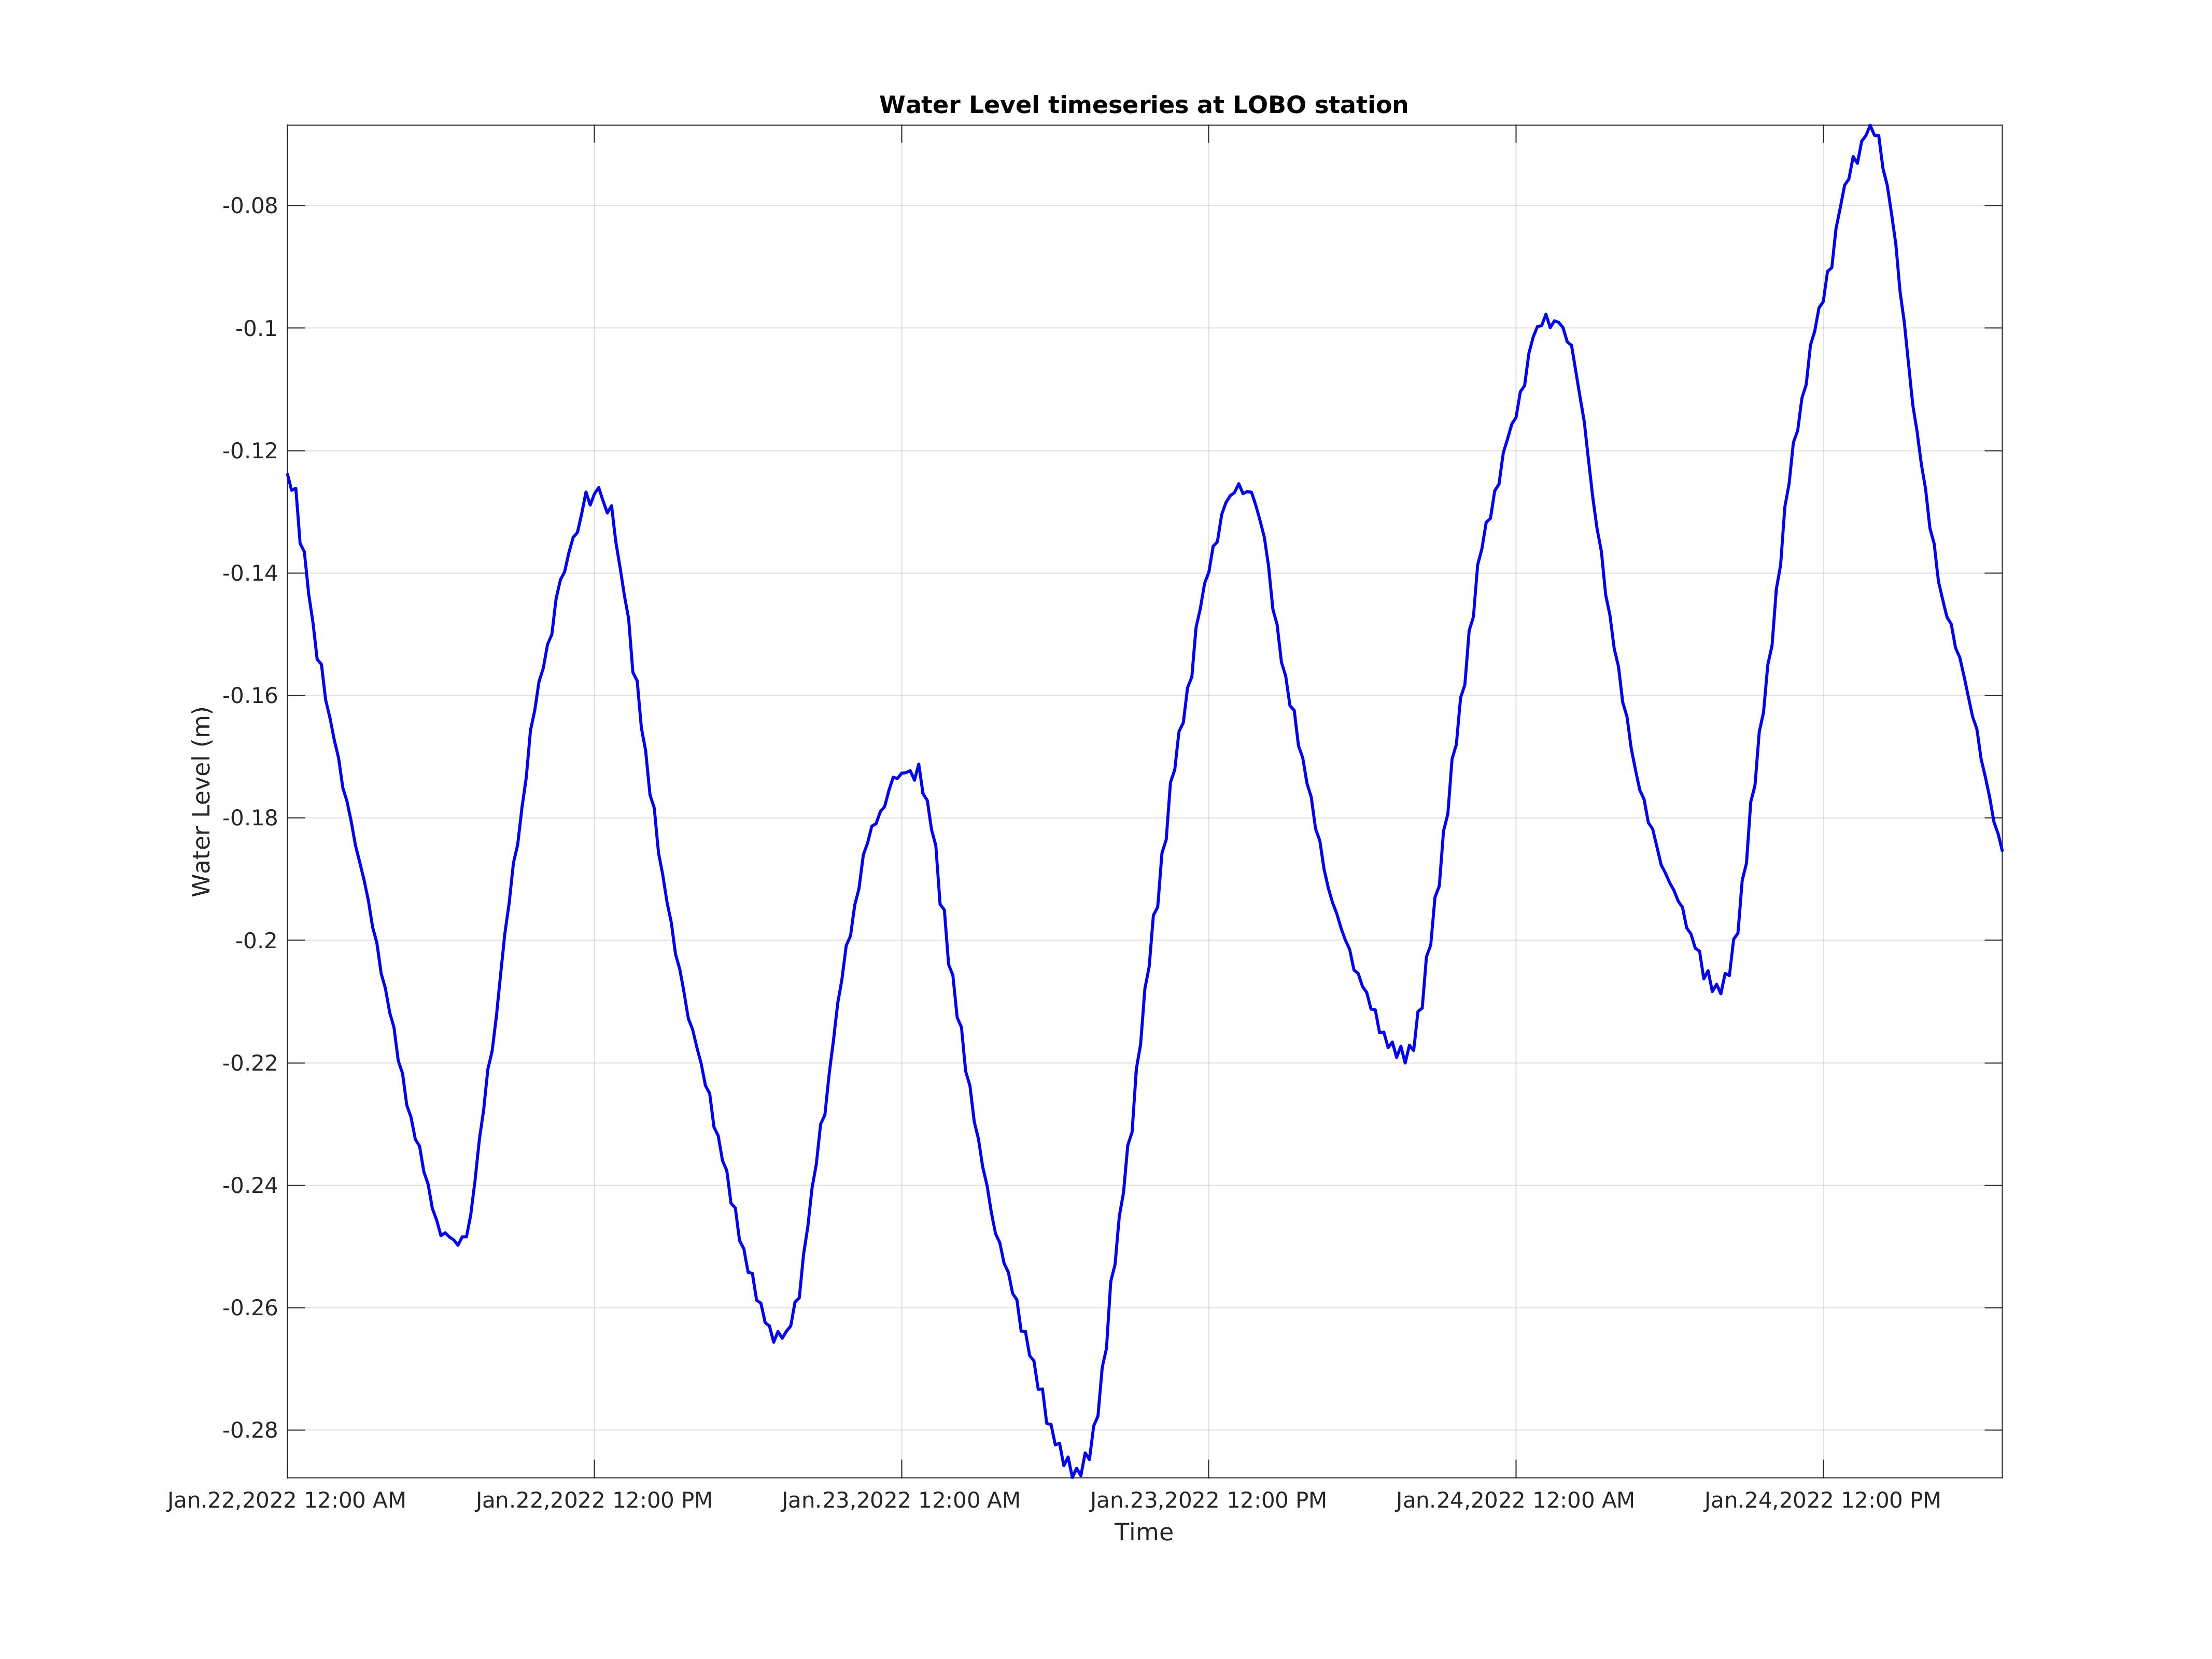 Water Level timeseries at LOBO station
-0.08
-0.1
-0.12
-0.14
-0.16
-0.18
-0.2
-0.22
-0.24
-0.26
-0.28
Water Level (m)
Jan.22,2022 12:00 AM
Jan.22,2022 12:00 PM
Jan.23,2022 12:00 AM
Jan.23,2022 12:00 PM
Jan.24,2022 12:00 AM
Jan.24,2022 12:00 PM
Time